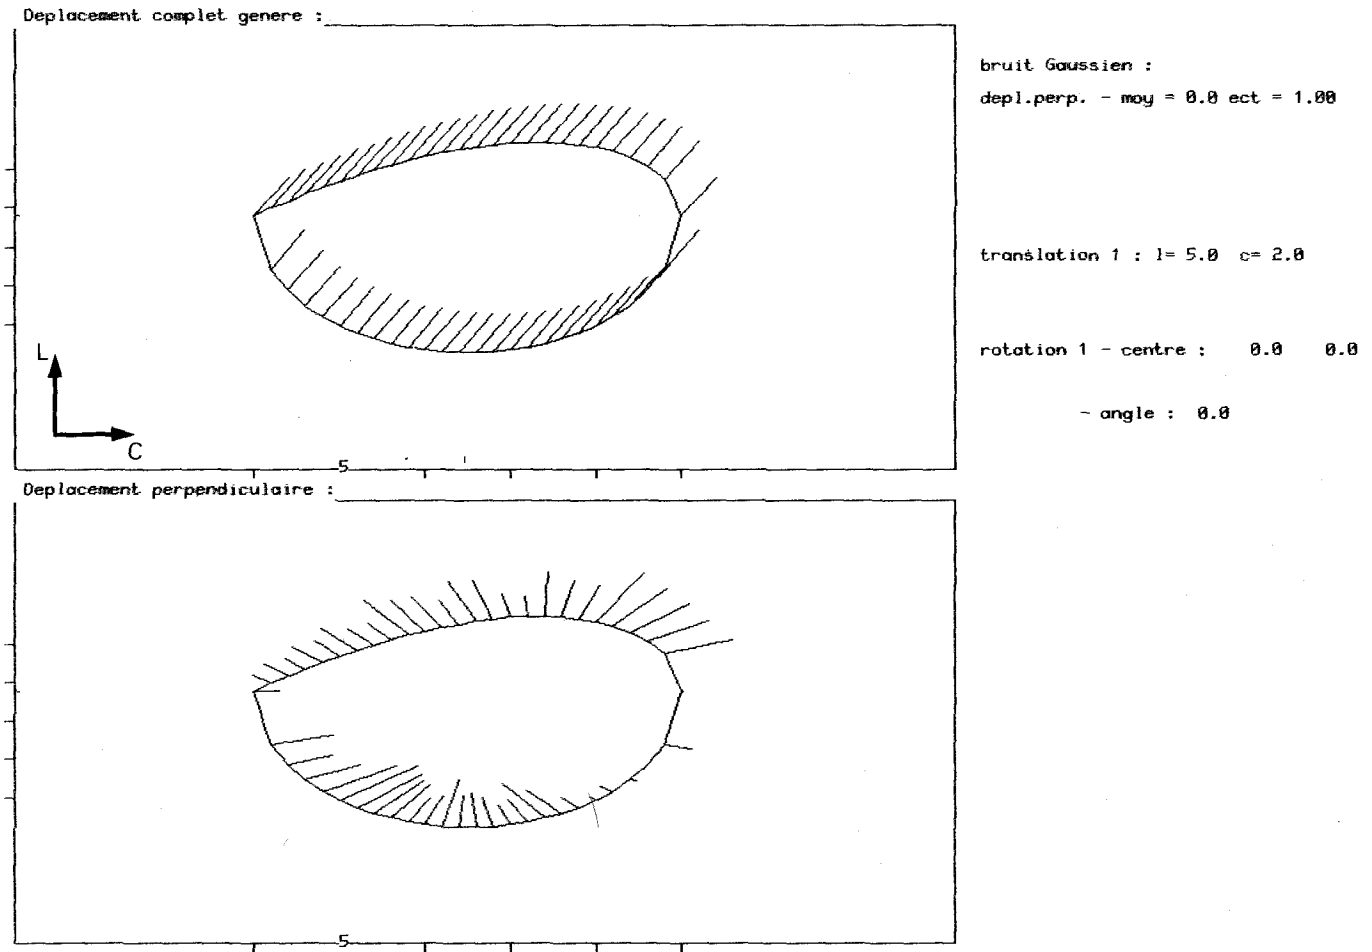 Deplacement complet genere :
bruit Gaussien :
depl.perp. - moy = 0.0 ect = 1.00
translation 1 : l= 5.0 c= 2.0
rotation 1 - centre : 0.0 0.0
- angle : 0.0
L
C
5
Deplacement perpendiculaire :
5